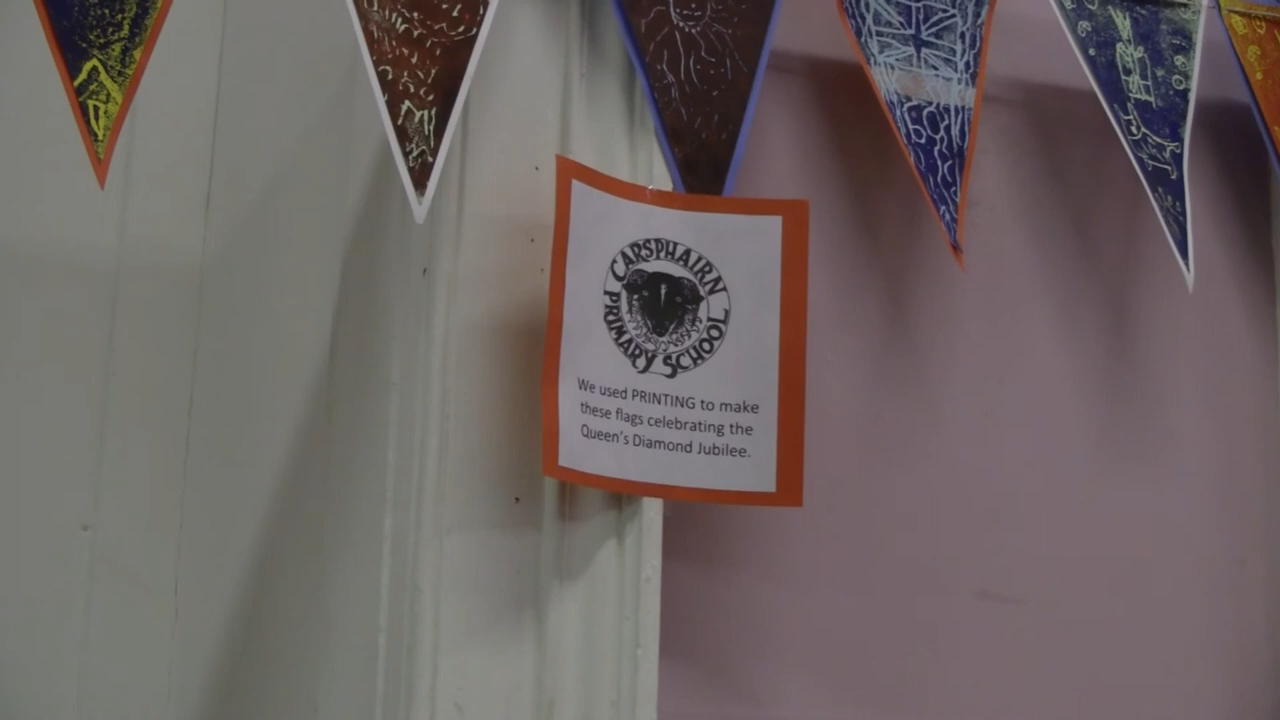 CARSPHAIRN
PRIMARY SCHOOL
We used PRINTING to make
these flags celebrating the
Queen's Diamond Jubilee.